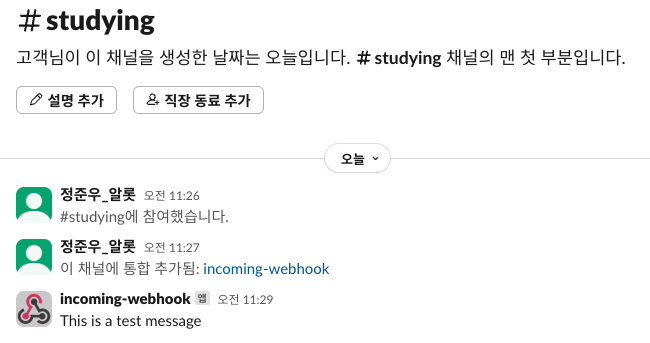 # studying
고객님이 이 채널을 생성한 날짜는 오늘입니다. # studying 채널의 맨 첫 부분입니다.
설명 추가 직장 동료 추가
오늘
정준우_알롯 오전 11:26
#studying에 참여했습니다.
정준우_알롯 오전 11:27
이 채널에 통합 추가됨: incoming-webhook
incoming-webhook 앱 오전 11:29
This is a test message